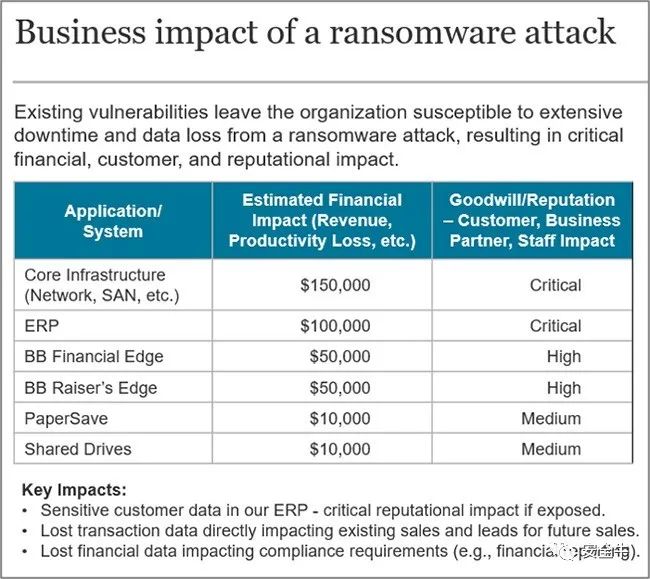 Business impact of a ransomware attack
Existing vulnerabilities leave the organization susceptible to extensive
downtime and data loss from a ransomware attack, resulting in critical
financial, customer, and reputational impact.
Application/
System
Estimated Financial
Impact (Revenue,
Productivity Loss, etc.)
Goodwill/Reputation
– Customer, Business
Partner, Staff Impact
Core Infrastructure
(Network, SAN, etc.)
$150,000
Critical
ERP
$100,000
Critical
BB Financial Edge
$50,000
High
BB Raiser’s Edge
$50,000
High
PaperSave
$10,000
Medium
Shared Drives
$10,000
Medium
Key Impacts:
• Sensitive customer data in our ERP - critical reputational impact if exposed.
• Lost transaction data directly impacting existing sales and leads for future sales.
• Lost financial data impacting compliance requirements (e.g., financial reporting).
安全牛